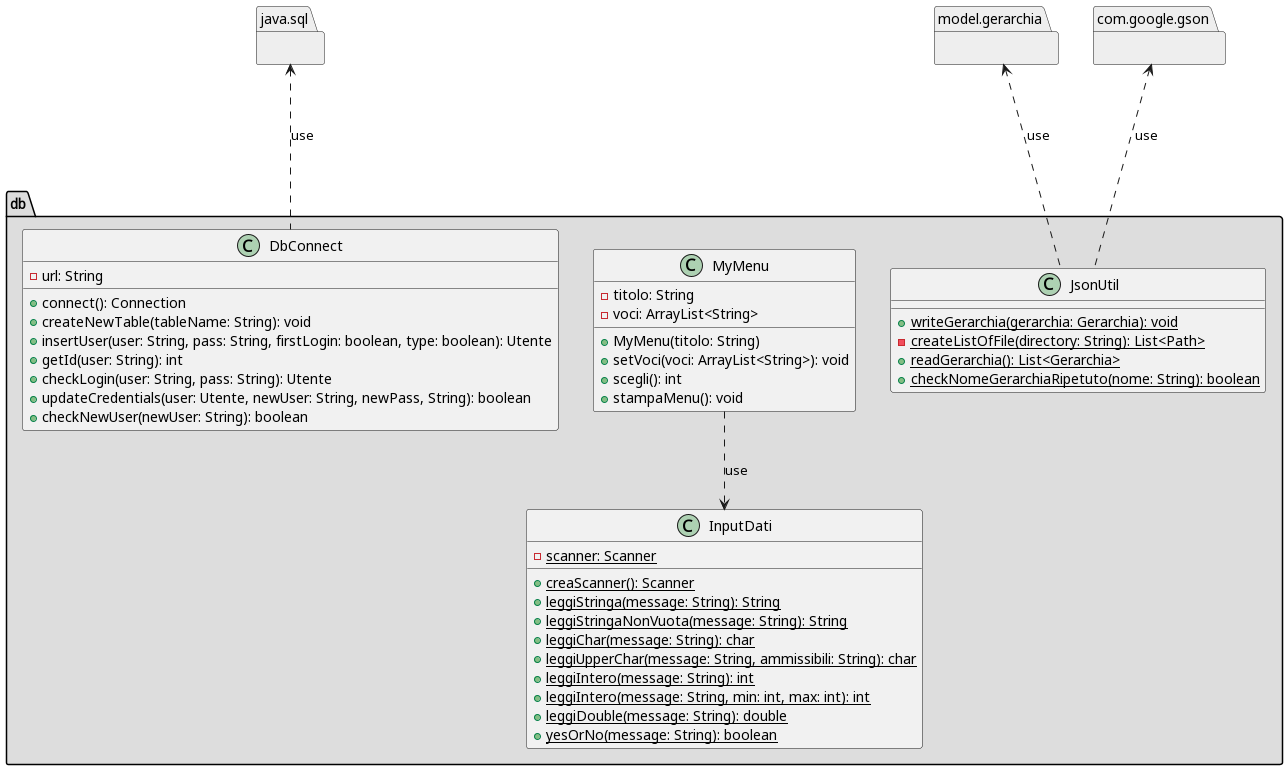 java.sql
model.gerarchia
com.google.gson
use
use
use
db
DbConnect
url: String
connect(): Connection
createNewTable(tableName: String): void
insertUser(user: String, pass: String, firstLogin: boolean, type: boolean): Utente
getId(user: String): int
checkLogin(user: String, pass: String): Utente
updateCredentials(user: Utente, newUser: String, newPass, String): boolean
checkNewUser(newUser: String): boolean
MyMenu
titolo: String
voci: ArrayList<String>
MyMenu(titolo: String)
setVoci(voci: ArrayList<String>): void
scegli(): int
stampaMenu(): void
JsonUtil
writeGerarchia(gerarchia: Gerarchia): void
createListOfFile(directory: String): List<Path>
readGerarchia(): List<Gerarchia>
checkNomeGerarchiaRipetuto(nome: String): boolean
use
InputDati
scanner: Scanner
creaScanner(): Scanner
leggiStringa(message: String): String
leggiStringaNonVuota(message: String): String
leggiChar(message: String): char
leggiUpperChar(message: String, ammissibili: String): char
leggiIntero(message: String): int
leggiIntero(message: String, min: int, max: int): int
leggiDouble(message: String): double
yesOrNo(message: String): boolean